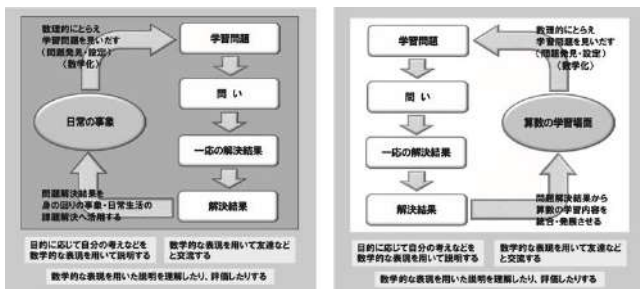 数理的にとらえ
学習問題を見いだす
（問題発見・設定）
〈数学化〉
学習問題
問 い
日常の事象
一応の解決結果
問題解決結果を
身の回りの事象・日常生活の
課題解決へ活用する
解決結果
目的に応じて自分の考えなどを
数学的な表現を用いて説明する
数学的な表現を用いて友達など
と交流する
数学的な表現を用いた説明を理解したり、評価したりする
学習問題
数理的にとらえ
学習問題を見いだす
（問題発見・設定）
〈数学化〉
問 い
算数の学習場面
一応の解決結果
解決結果
問題解決結果から
算数の学習内容を
統合・発展させる
目的に応じて自分の考えなどを
数学的な表現を用いて説明する
数学的な表現を用いて友達など
と交流する
数学的な表現を用いた説明を理解したり、評価したりする